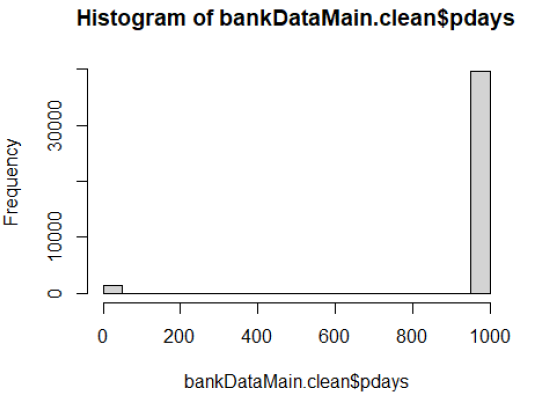 Histogram of bankDataMain.clean$pdays
Frequency
30000
10000
0
0 200 400 600 800 1000
bankDataMain.clean$pdays